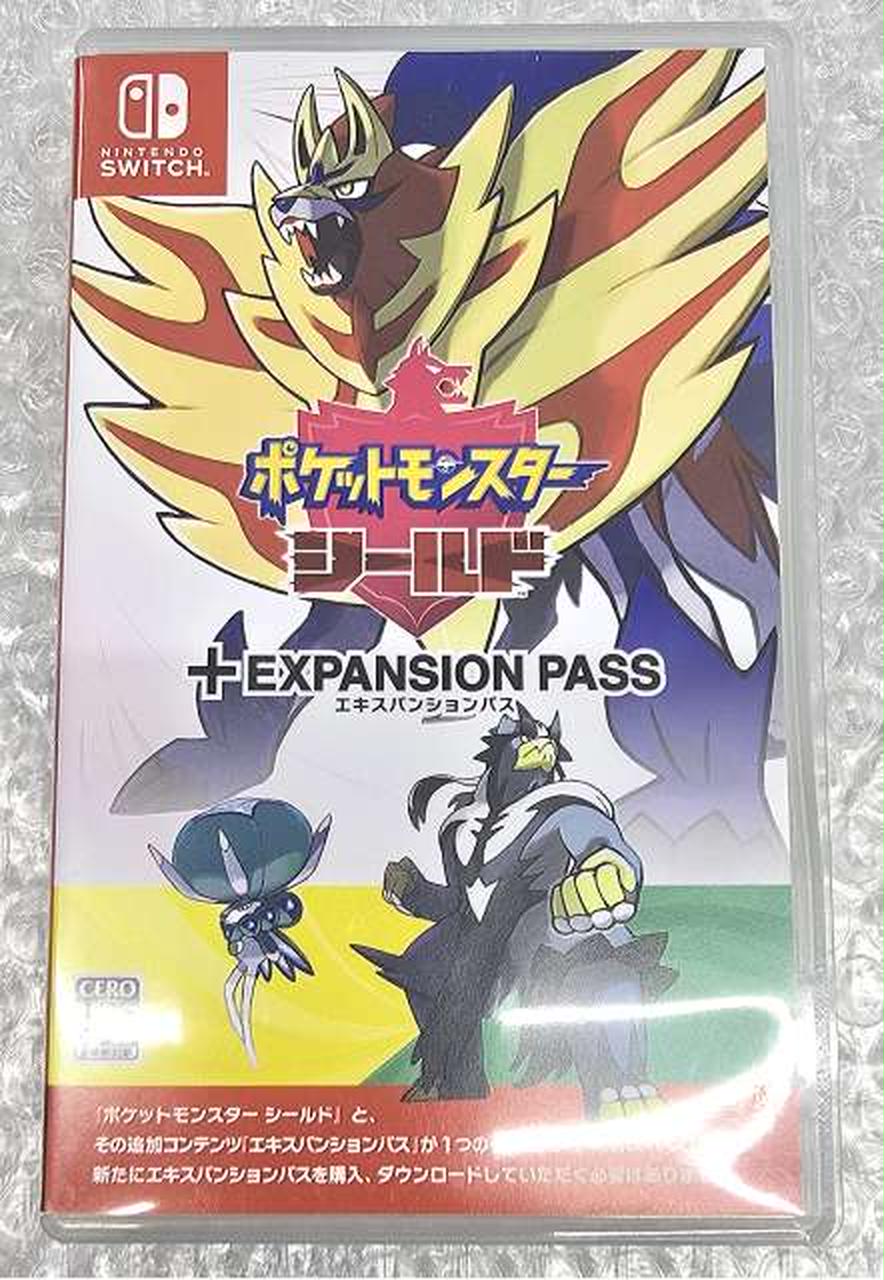 NINTENDO
SWITCH
ポケットモンスター
シールド
+EXPANSION PASS
エキスパンションパス
CERO
『ポケットモンスター シールド』と、
その追加コンテンツ『エキスパンションパス』が1つの
新たにエキスパンションパスを購入、ダウンロードしていただく必要はありま